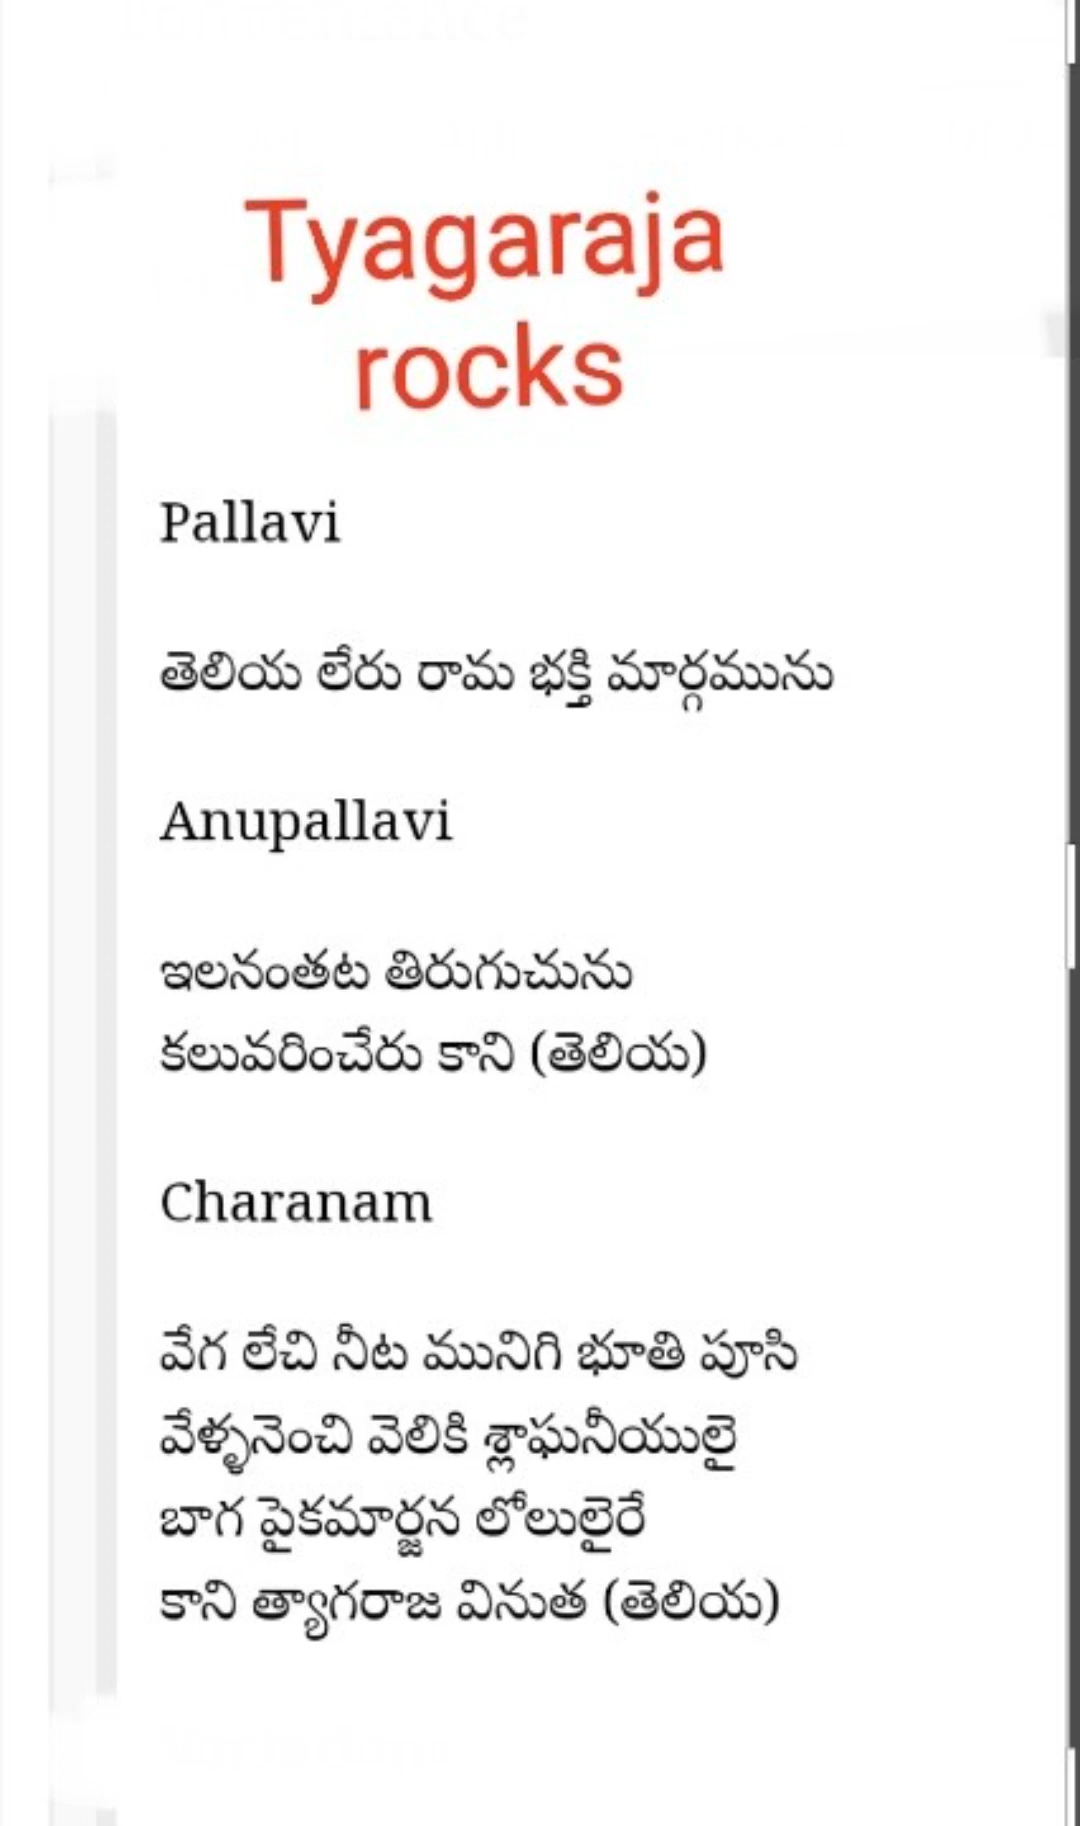 Tyagaraja
rocks
Pallavi
తెలియ లేరు రామ భక్తి మార్గమును
Anupallavi
ఇలనంతట తిరుగుచును
కలువరించేరు కాని (తెలియ)
Charanam
వేగ లేచి నీట మునిగి భూతి పూసి
వేళ్ళనెంచి వెలికి శ్లాఘనీయులై
బాగ పైకమార్జన లోలులైరే
కాని త్యాగరాజ వినుత (తెలియ)